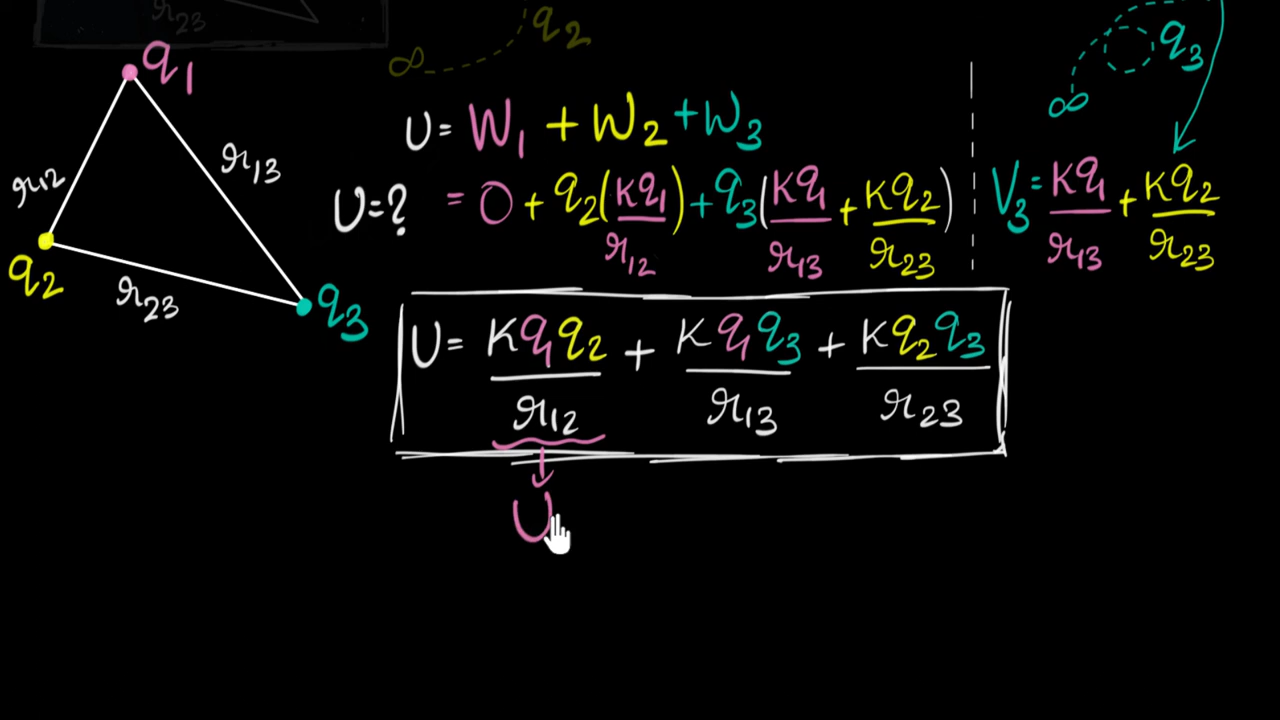 r23
q2
∞
q3
∞
q1
r12
r13
q2
r23
q3
U = W1 + W2 + W3
U=? = 0 + q2(Kq1/r12) + q3(Kq1/r13 + Kq2/r23)
V3 = Kq1/r13 + Kq2/r23
U = Kq1q2/r12 + Kq1q3/r13 + Kq2q3/r23
U